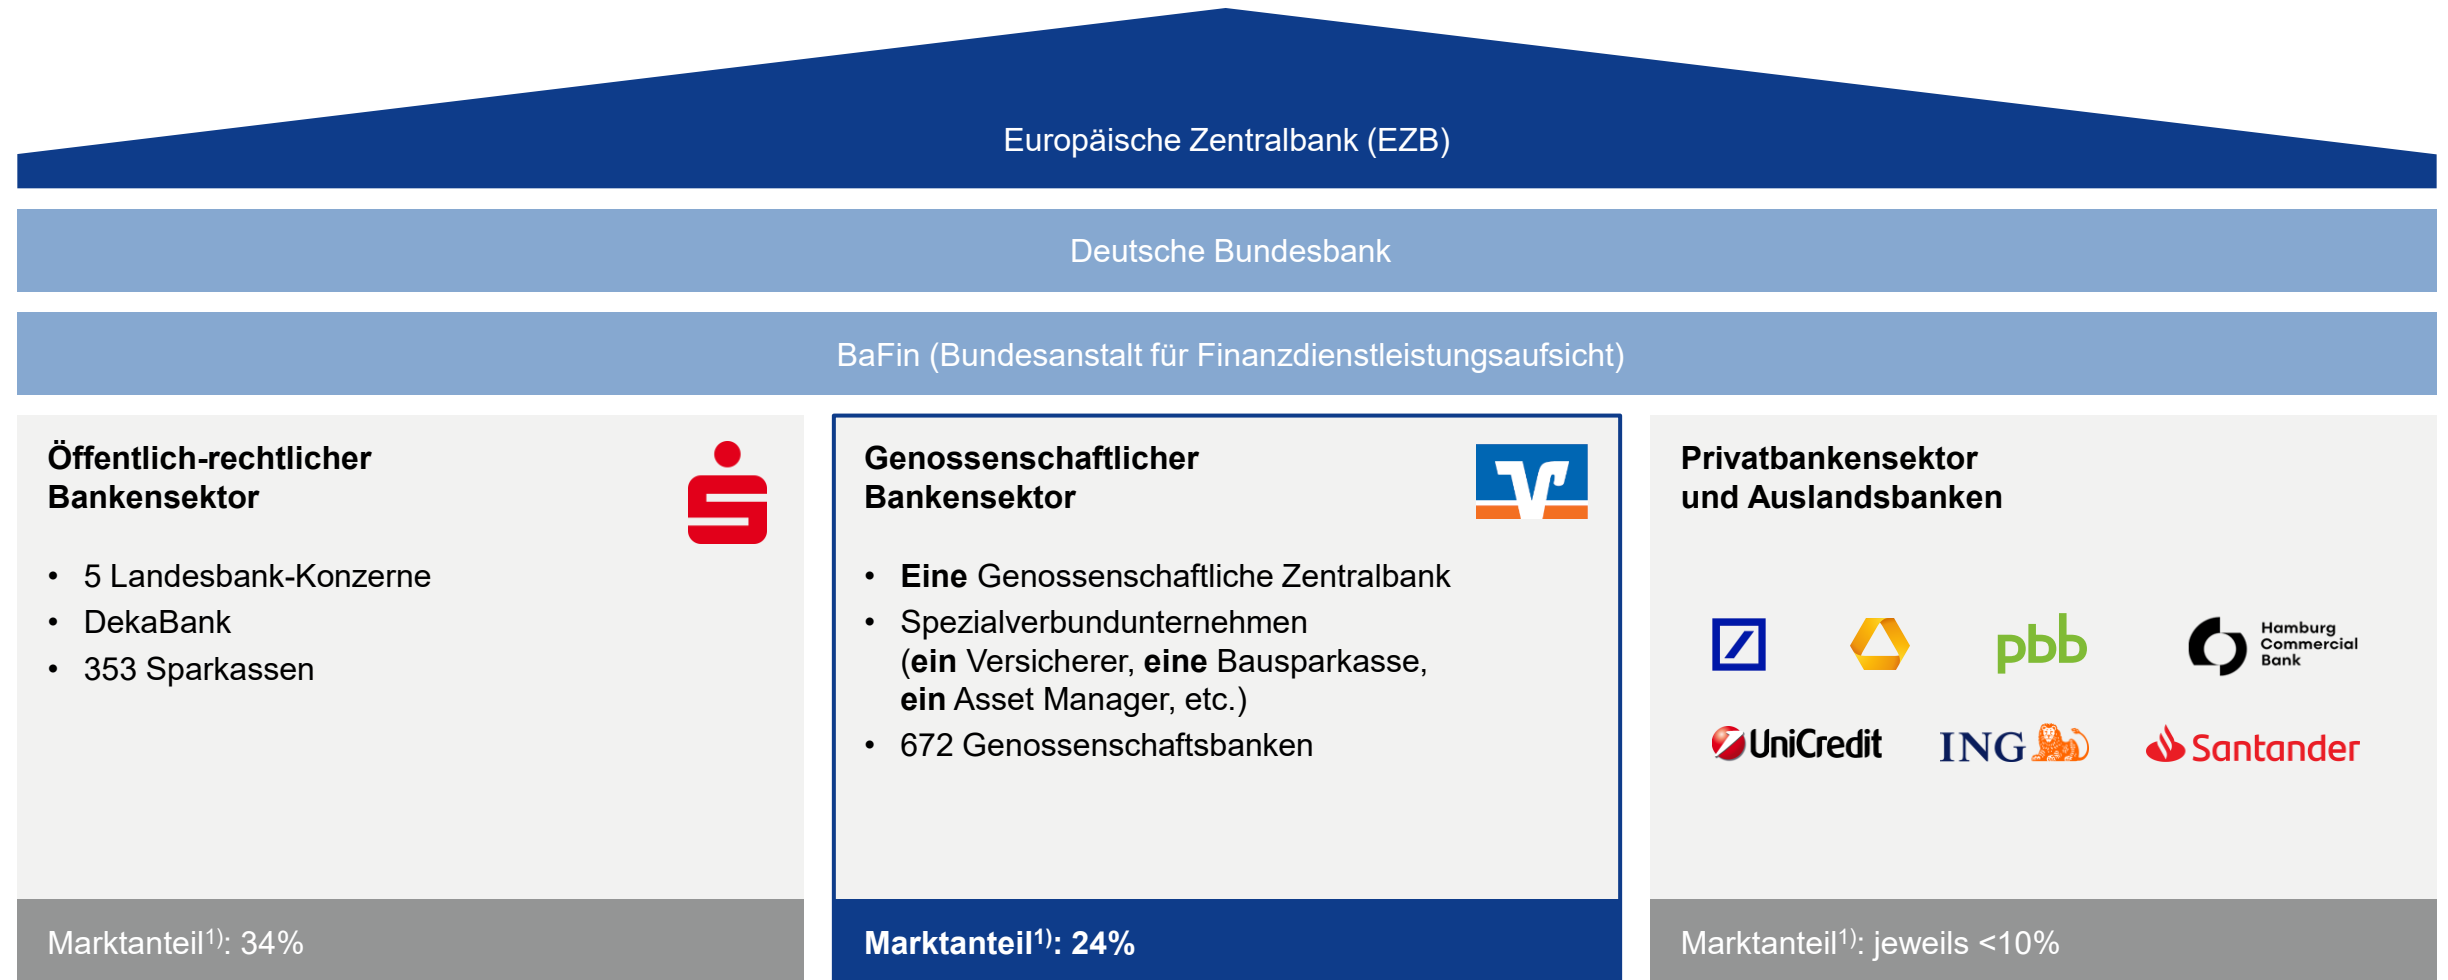 Europäische Zentralbank (EZB)
Deutsche Bundesbank
BaFin (Bundesanstalt für Finanzdienstleistungsaufsicht)
Öffentlich-rechtlicher
Bankensektor
• 5 Landesbank-Konzerne
• DekaBank
• 353 Sparkassen
Marktanteil1): 34%
Genossenschaftlicher
Bankensektor
• Eine Genossenschaftliche Zentralbank
• Spezialverbundunternehmen
(ein Versicherer, eine Bausparkasse,
ein Asset Manager, etc.)
• 672 Genossenschaftsbanken
Marktanteil1): 24%
Privatbankensektor
und Auslandsbanken
pbb
Hamburg
Commercial
Bank
UniCredit
ING
Santander
Marktanteil1): jeweils <10%